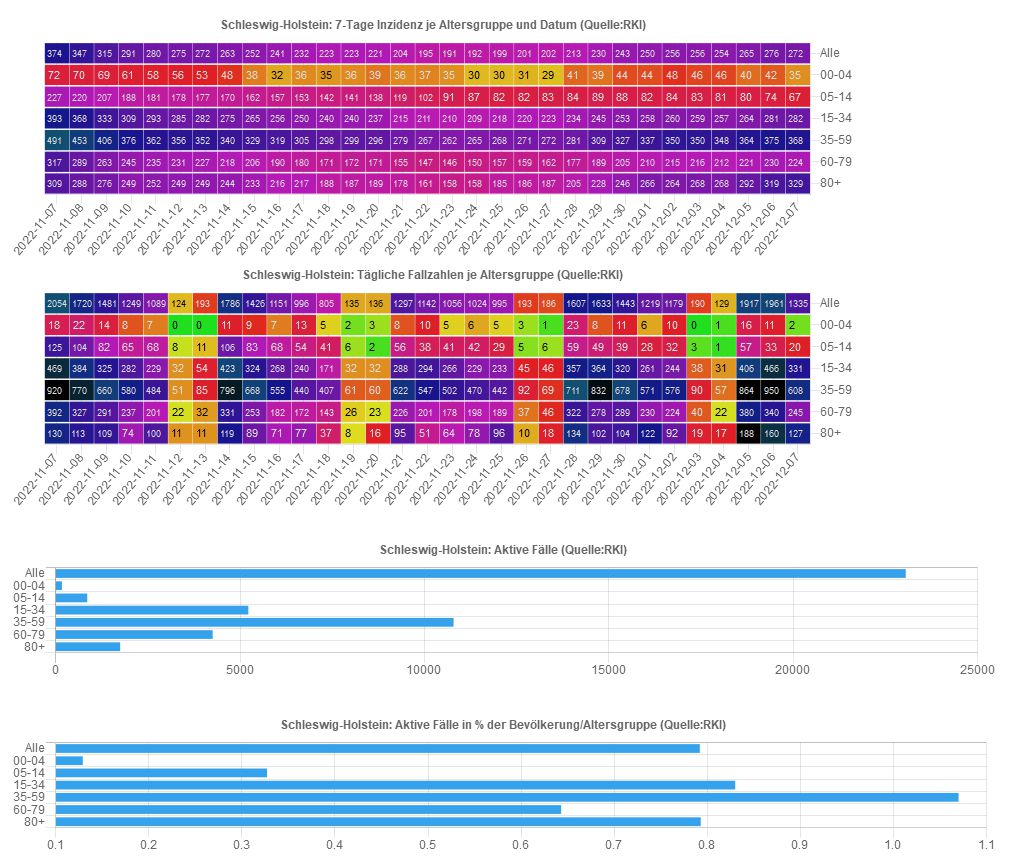 Schleswig-Holstein: 7-Tage Inzidenz je Altersgruppe und Datum (Quelle:RKI)
374 347 315 291 280 275 272 263 252 241 232 223 223 221 204 195 191 192 199 201 202 213 230 243 250 256 256 254 265 276 272 Alle
72 70 69 61 58 56 53 48 38 32 36 35 36 39 36 37 35 30 30 31 29 41 39 44 44 48 46 46 40 42 35 00-04
227 220 207 188 181 178 177 170 162 157 153 142 141 138 119 102 91 87 82 82 83 84 89 88 82 84 83 81 80 74 67 05-14
393 368 333 309 293 285 282 275 265 256 250 240 240 237 215 211 210 209 218 220 223 234 245 253 258 260 259 257 264 281 282 15-34
491 453 406 376 362 356 352 340 329 319 305 298 299 296 279 267 262 265 268 271 272 281 309 327 337 350 350 348 364 375 368 35-59
317 289 263 245 235 231 227 218 206 190 180 171 172 171 155 147 146 150 157 159 162 177 189 205 210 215 216 212 221 230 224 60-79
309 288 276 249 252 249 249 244 233 216 217 188 187 189 178 161 158 158 185 186 187 205 228 246 266 264 268 268 292 319 329 80+
2022-11-07 2022-11-08 2022-11-09 2022-11-10 2022-11-11 2022-11-12 2022-11-13 2022-11-14 2022-11-15 2022-11-16 2022-11-17 2022-11-18 2022-11-19 2022-11-20 2022-11-21 2022-11-22 2022-11-23 2022-11-24 2022-11-25 2022-11-26 2022-11-27 2022-11-28 2022-11-29 2022-11-30 2022-12-01 2022-12-02 2022-12-03 2022-12-04 2022-12-05 2022-12-06 2022-12-07
Schleswig-Holstein: Tägliche Fallzahlen je Altersgruppe (Quelle:RKI)
2054 1720 1481 1249 1089 124 193 1786 1426 1151 996 805 135 136 1297 1142 1056 1024 995 193 186 1607 1633 1443 1219 1179 190 129 1917 1961 1335 Alle
18 22 14 8 7 0 0 11 9 7 13 5 2 3 8 10 5 6 5 3 1 23 8 11 6 10 0 1 16 11 2 00-04
125 104 82 65 68 8 11 106 83 68 54 41 6 2 56 38 41 42 29 5 6 59 49 39 28 32 3 1 57 33 20 05-14
469 384 325 282 229 32 54 423 324 268 240 171 32 32 288 294 266 229 233 45 46 357 364 320 261 244 38 31 406 466 331 15-34
920 770 660 580 484 51 85 796 668 555 440 407 61 60 622 547 502 470 442 92 69 711 832 678 571 576 90 57 864 950 608 35-59
392 327 291 237 201 22 32 331 253 182 172 143 26 23 226 201 178 198 189 37 46 322 278 289 230 224 40 22 380 340 245 60-79
130 113 109 74 100 11 11 119 89 71 77 37 8 16 95 51 64 78 96 10 18 134 102 104 122 92 19 17 188 160 127 80+
2022-11-07 2022-11-08 2022-11-09 2022-11-10 2022-11-11 2022-11-12 2022-11-13 2022-11-14 2022-11-15 2022-11-16 2022-11-17 2022-11-18 2022-11-19 2022-11-20 2022-11-21 2022-11-22 2022-11-23 2022-11-24 2022-11-25 2022-11-26 2022-11-27 2022-11-28 2022-11-29 2022-11-30 2022-12-01 2022-12-02 2022-12-03 2022-12-04 2022-12-05 2022-12-06 2022-12-07
Schleswig-Holstein: Aktive Fälle (Quelle:RKI)
Alle
00-04
05-14
15-34
35-59
60-79
80+
0 5000 10000 15000 20000 25000
Schleswig-Holstein: Aktive Fälle in % der Bevölkerung/Altersgruppe (Quelle:RKI)
Alle
00-04
05-14
15-34
35-59
60-79
80+
0.1 0.2 0.3 0.4 0.5 0.6 0.7 0.8 0.9 1.0 1.1